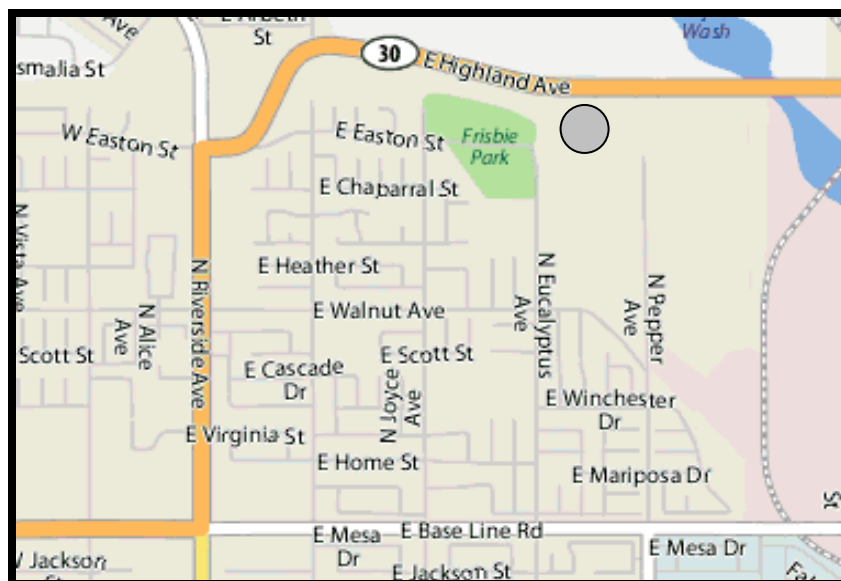 Ave
E Arbeth
St
Wash
30
E Highland Ave
smalia St
W Easton St
E Easton St
Frisbie
Park
E Chaparral St
N Vista Ave
N Riverside Ave
E Heather St
N Eucalyptus
Ave
N Pepper
Ave
N Alice
Ave
E Walnut Ave
Scott St
E Scott St
E Cascade
Dr
N Joyce
Ave
E Winchester
Dr
E Virginia St
E Home St
E Mariposa Dr
St
E Mesa
Dr
E Base Line Rd
E Mesa Dr
W Jackson
St
E Jackson St